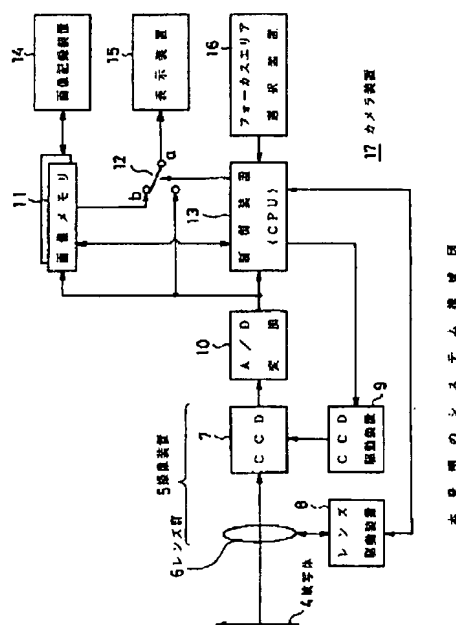 4 被写体
6 レンズ群
5 撮像装置
7 CCD
8 レンズ駆動装置
9 CCD駆動装置
10 A/D変換
11 画像メモリ
12
a
b
13 制御装置(CPU)
14 画像記録装置
15 表示装置
16 フォーカスエリア選択装置
17 カメラ装置
本発明のシステム構成図